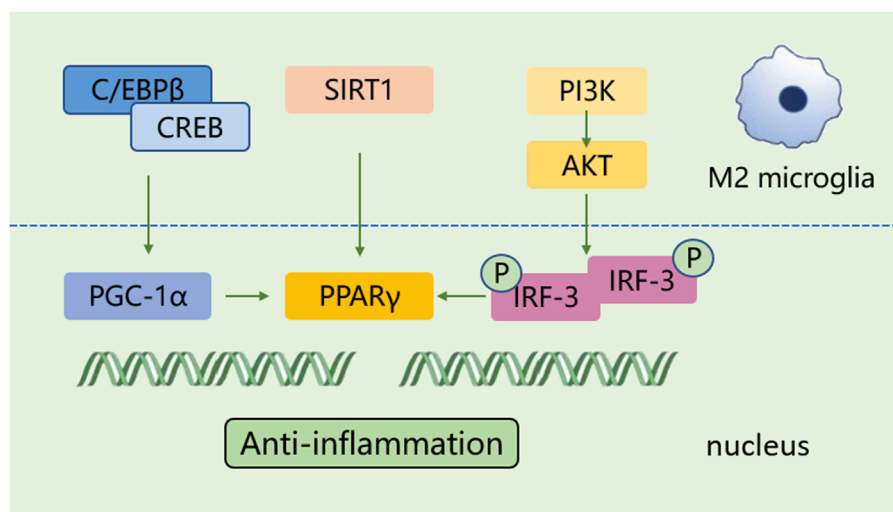 C/EBPβ
CREB
SIRT1
PI3K
AKT
M2 microglia
PGC-1α
PPARγ
P
IRF-3
IRF-3
P
Anti-inflammation
nucleus